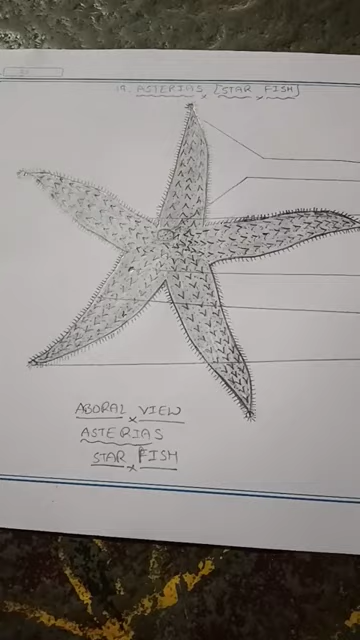 19. ASTERIAS [STAR FISH]
ABORAL VIEW
ASTERIAS
STAR FISH